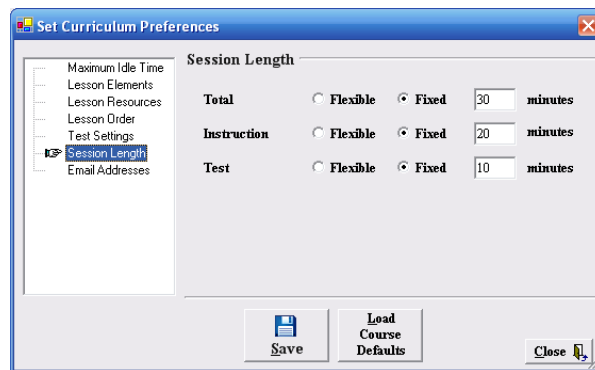 Set Curriculum Preferences
Maximum Idle Time
Lesson Elements
Lesson Resources
Lesson Order
Test Settings
Session Length
Email Addresses
Session Length
Total Flexible Fixed 30 minutes
Instruction Flexible Fixed 20 minutes
Test Flexible Fixed 10 minutes
Save
Load
Course
Defaults
Close